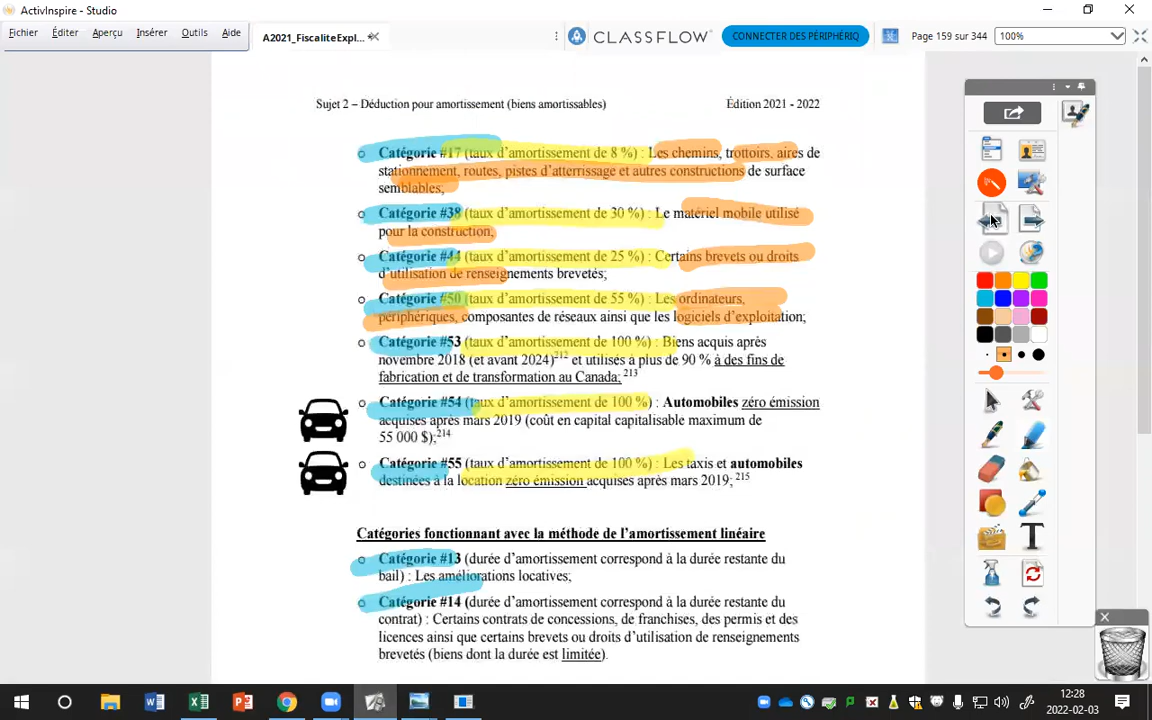 ActivInspire - Studio
Fichier Éditer Aperçu Insérer Outils Aide
A2021_FiscaliteExpl...
CLASSFLOW
CONNECTER DES PÉRIPHÉRIQ
Page 159 sur 344
100%
Sujet 2 – Déduction pour amortissement (biens amortissables) Édition 2021 - 2022
Catégorie #17 (taux d’amortissement de 8 %) : Les chemins, trottoirs, aires de
stationnement, routes, pistes d’atterrissage et autres constructions de surface
semblables;
Catégorie #38 (taux d’amortissement de 30 %) : Le matériel mobile utilisé
pour la construction;
Catégorie #44 (taux d’amortissement de 25 %) : Certains brevets ou droits
d’utilisation de renseignements brevetés;
Catégorie #50 (taux d’amortissement de 55 %) : Les ordinateurs,
périphériques, composantes de réseaux ainsi que les logiciels d’exploitation;
Catégorie #53 (taux d’amortissement de 100 %) : Biens acquis après
novembre 2018 (et avant 2024)212 et utilisés à plus de 90 % à des fins de
fabrication et de transformation au Canada; 213
Catégorie #54 (taux d’amortissement de 100 %) : Automobiles zéro émission
acquises après mars 2019 (coût en capital capitalisable maximum de
55 000 $);214
Catégorie #55 (taux d’amortissement de 100 %) : Les taxis et automobiles
destinées à la location zéro émission acquises après mars 2019; 215
Catégories fonctionnant avec la méthode de l’amortissement linéaire
Catégorie #13 (durée d’amortissement correspond à la durée restante du
bail) : Les améliorations locatives;
Catégorie #14 (durée d’amortissement correspond à la durée restante du
contrat) : Certains contrats de concessions, de franchises, des permis et des
licences ainsi que certains brevets ou droits d’utilisation de renseignements
brevetés (biens dont la durée est limitée).
12:28
2022-02-03